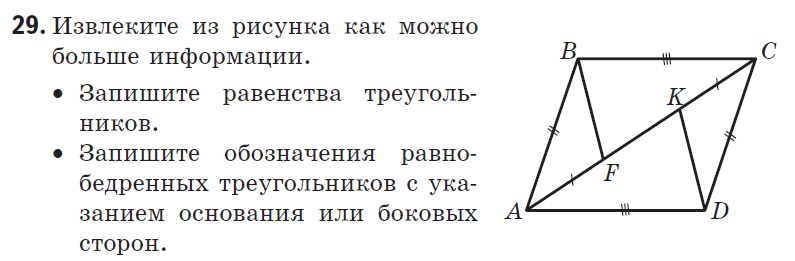 29. Извлеките из рисунка как можно
больше информации.
• Запишите равенства треуголь-
ников.
• Запишите обозначения равно-
бедренных треугольников с ука-
занием основания или боковых
сторон.
B C
K
F
A D